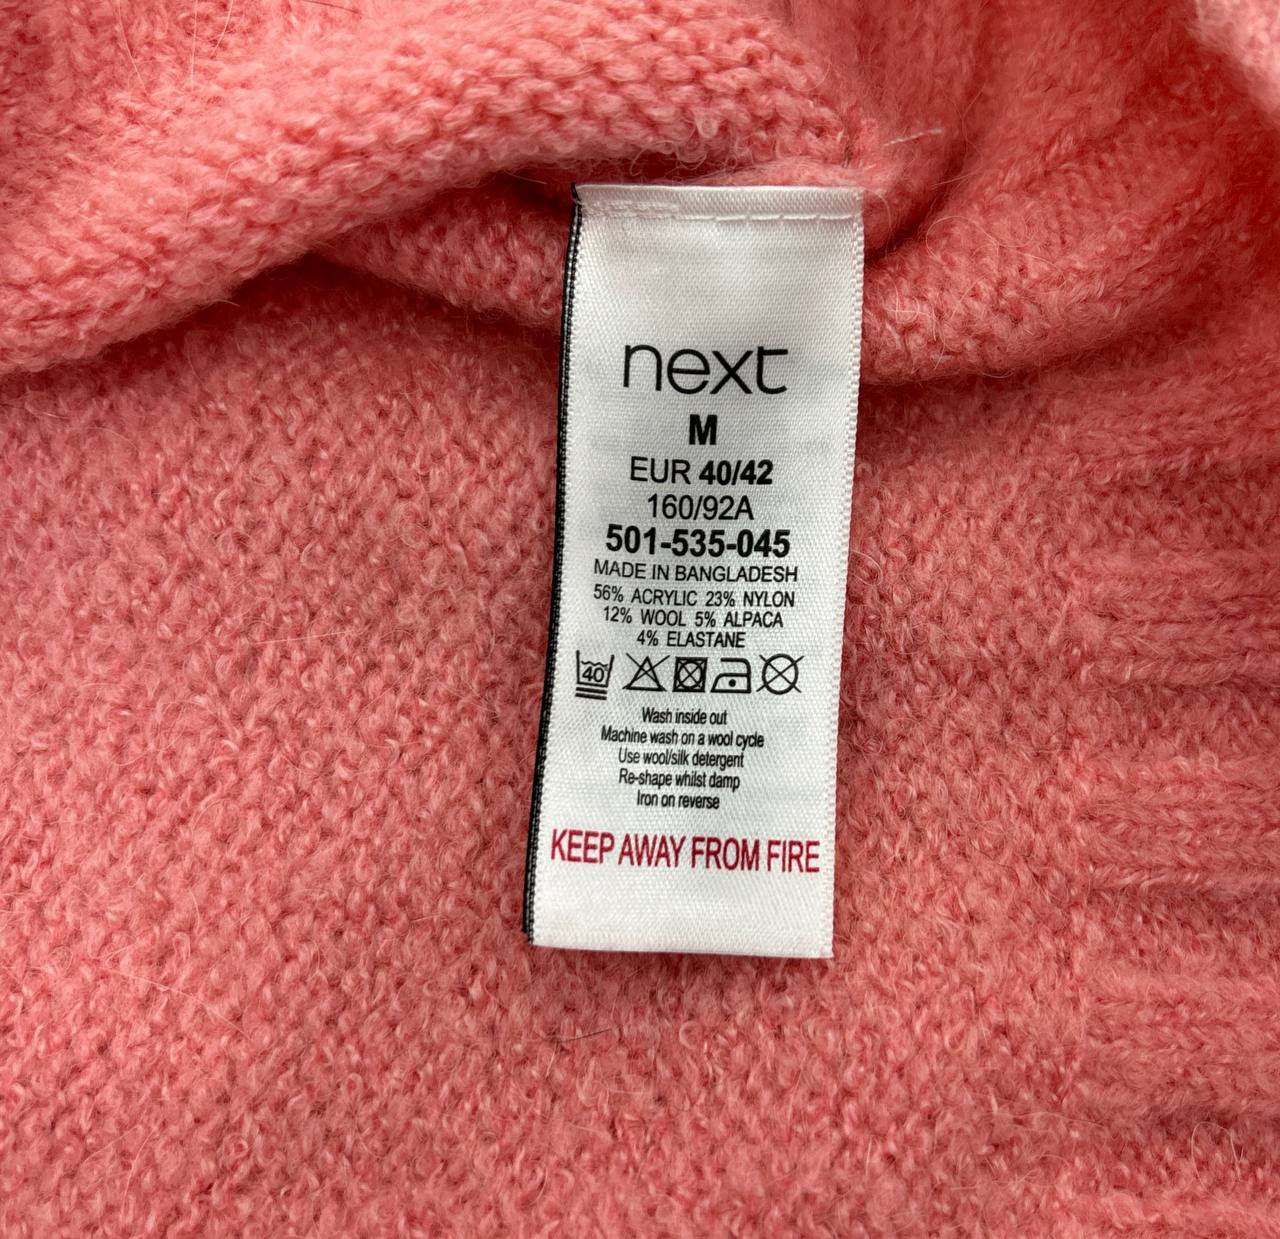 next
M
EUR 40/42
160/92A
501-535-045
MADE IN BANGLADESH
56% ACRYLIC 23% NYLON
12% WOOL 5% ALPACA
4% ELASTANE
40
Wash inside out
Machine wash on a wool cycle
Use wool/silk detergent
Re-shape whilst damp
Iron on reverse
KEEP AWAY FROM FIRE